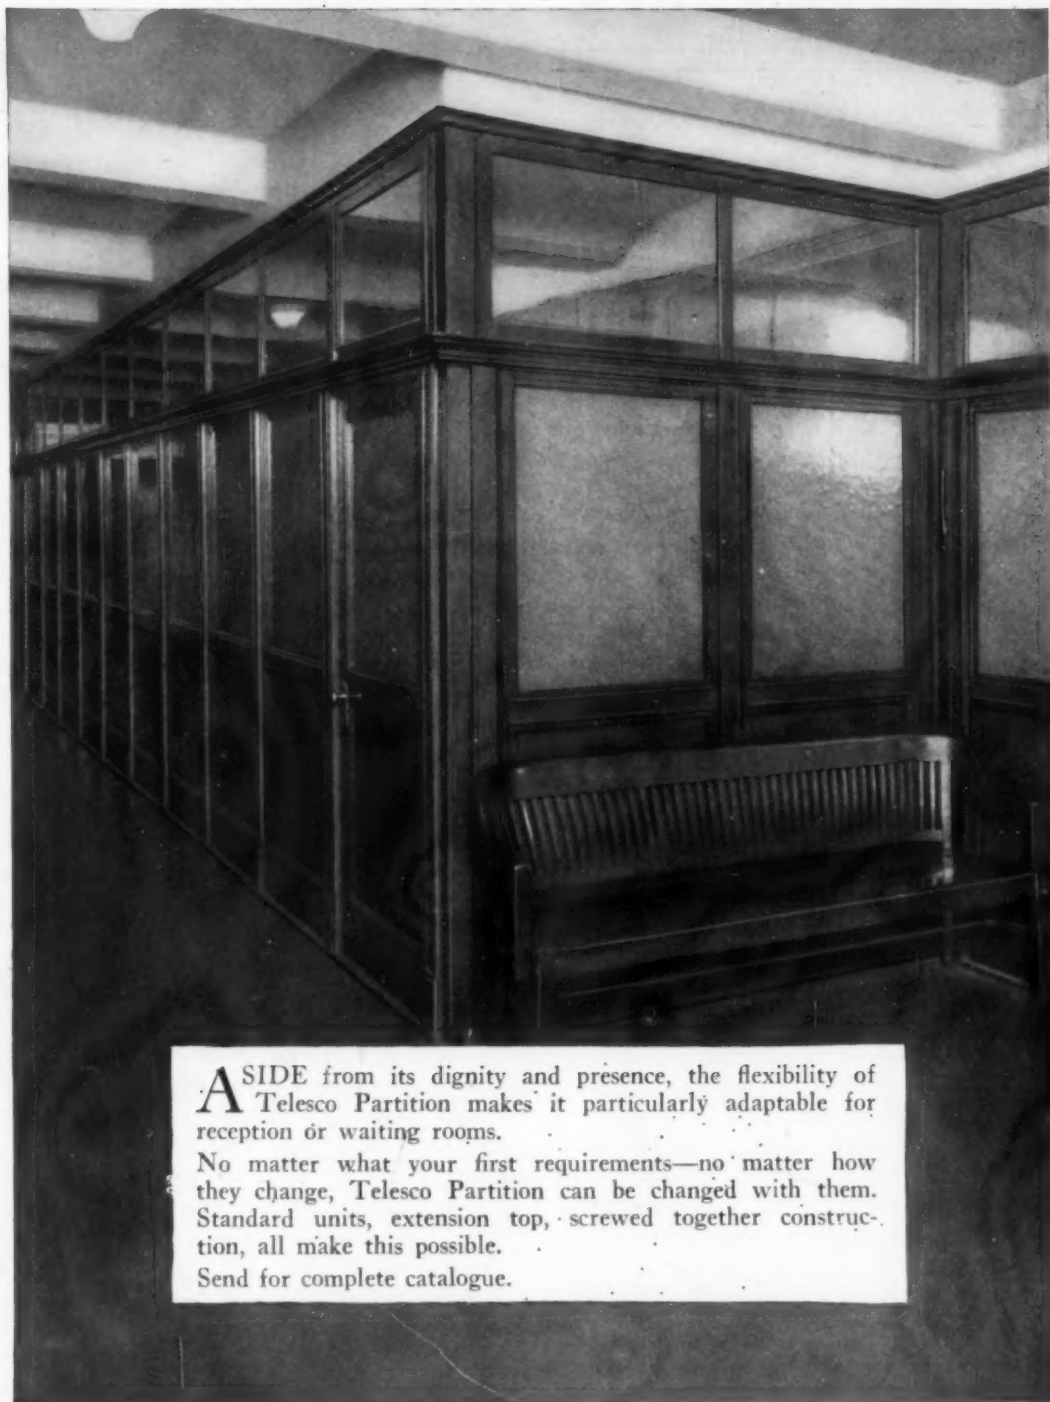 ASIDE from its dignity and presence, the flexibility of
Telesco Partition makes it particularly adaptable for
reception or waiting rooms.
No matter what your first requirements—no matter how
they change, Telesco Partition can be changed with them.
Standard units, extension top, screwed together construc-
tion, all make this possible.
Send for complete catalogue.